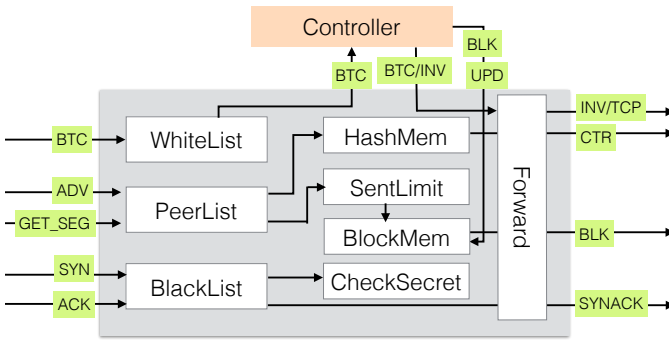 Controller
BLK
BTC
BTC/INV
UPD
INV/TCP
BTC
WhiteList
HashMem
CTR
ADV
PeerList
SentLimit
GET_SEG
BlockMem
Forward
BLK
SYN
BlackList
CheckSecret
ACK
SYNACK